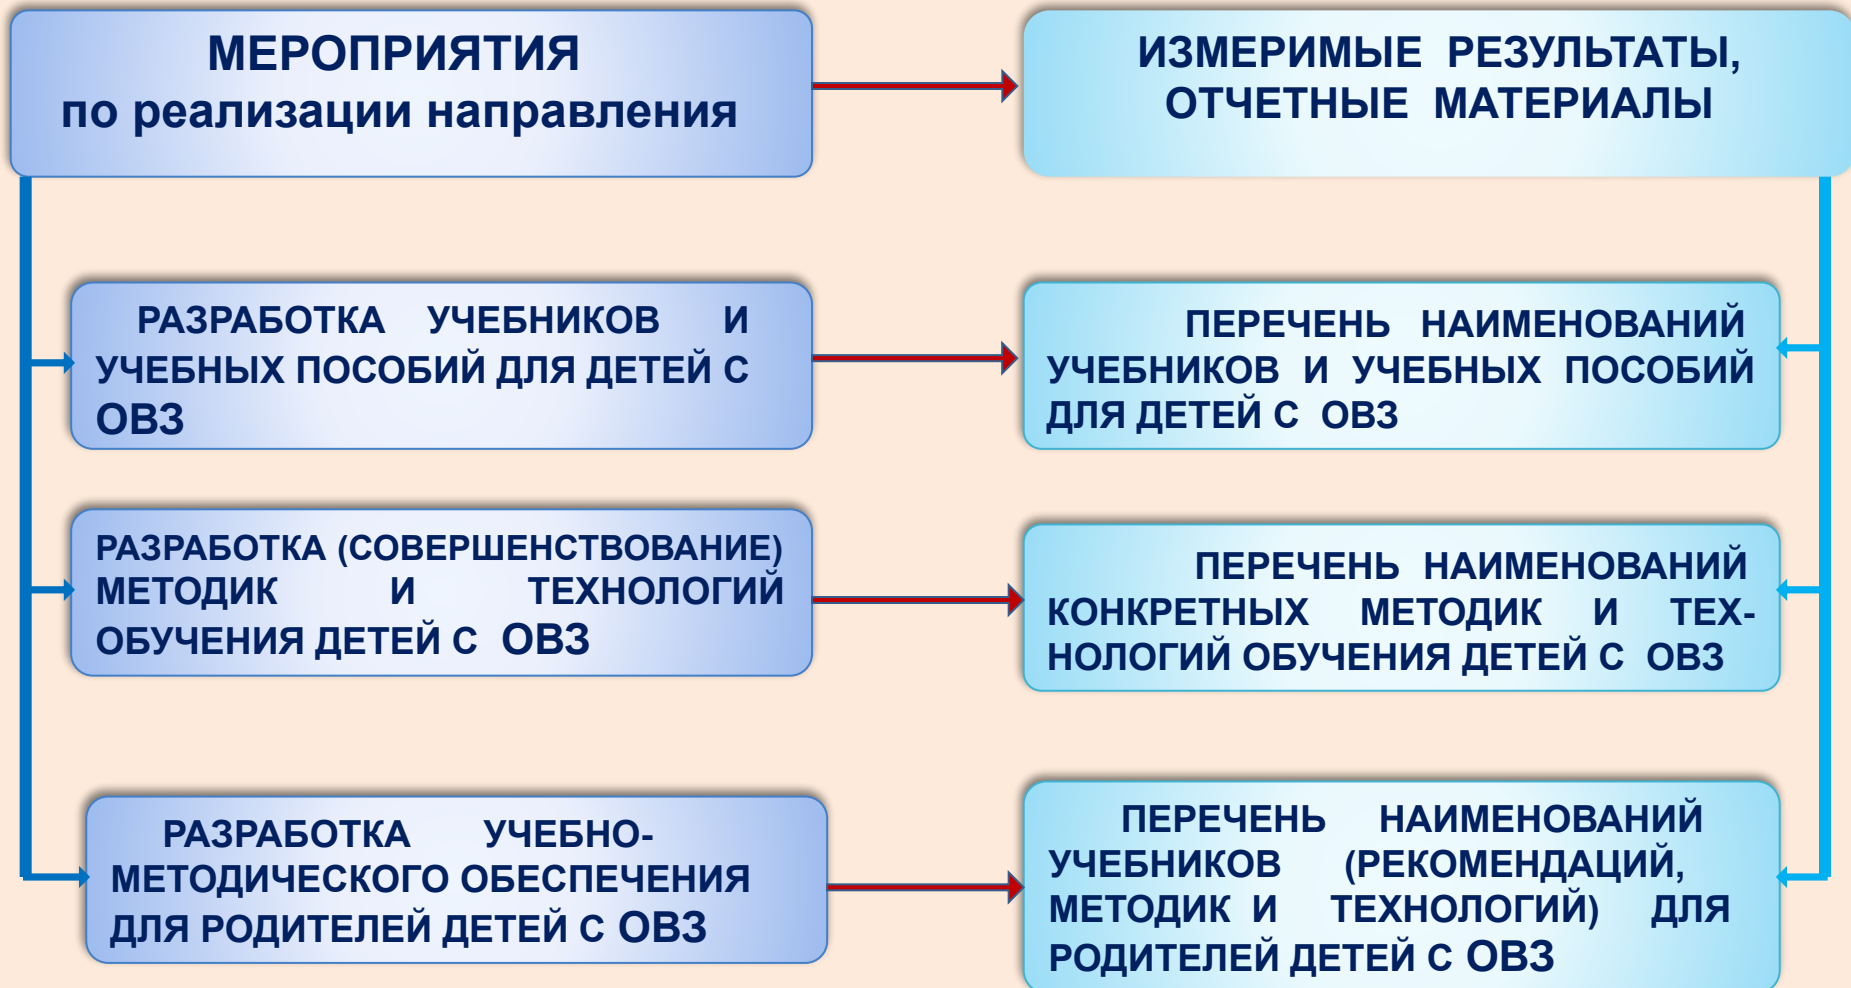 МЕРОПРИЯТИЯ
по реализации направления
ИЗМЕРИМЫЕ РЕЗУЛЬТАТЫ,
ОТЧЕТНЫЕ МАТЕРИАЛЫ
РАЗРАБОТКА УЧЕБНИКОВ И
УЧЕБНЫХ ПОСОБИЙ ДЛЯ ДЕТЕЙ С
ОВЗ
ПЕРЕЧЕНЬ НАИМЕНОВАНИЙ
УЧЕБНИКОВ И УЧЕБНЫХ ПОСОБИЙ
ДЛЯ ДЕТЕЙ С ОВЗ
РАЗРАБОТКА (СОВЕРШЕНСТВОВАНИЕ)
МЕТОДИК И ТЕХНОЛОГИЙ
ОБУЧЕНИЯ ДЕТЕЙ С ОВЗ
ПЕРЕЧЕНЬ НАИМЕНОВАНИЙ
КОНКРЕТНЫХ МЕТОДИК И ТЕХ-
НОЛОГИЙ ОБУЧЕНИЯ ДЕТЕЙ С ОВЗ
РАЗРАБОТКА УЧЕБНО-
МЕТОДИЧЕСКОГО ОБЕСПЕЧЕНИЯ
ДЛЯ РОДИТЕЛЕЙ ДЕТЕЙ С ОВЗ
ПЕРЕЧЕНЬ НАИМЕНОВАНИЙ
УЧЕБНИКОВ (РЕКОМЕНДАЦИЙ,
МЕТОДИК И ТЕХНОЛОГИЙ) ДЛЯ
РОДИТЕЛЕЙ ДЕТЕЙ С ОВЗ